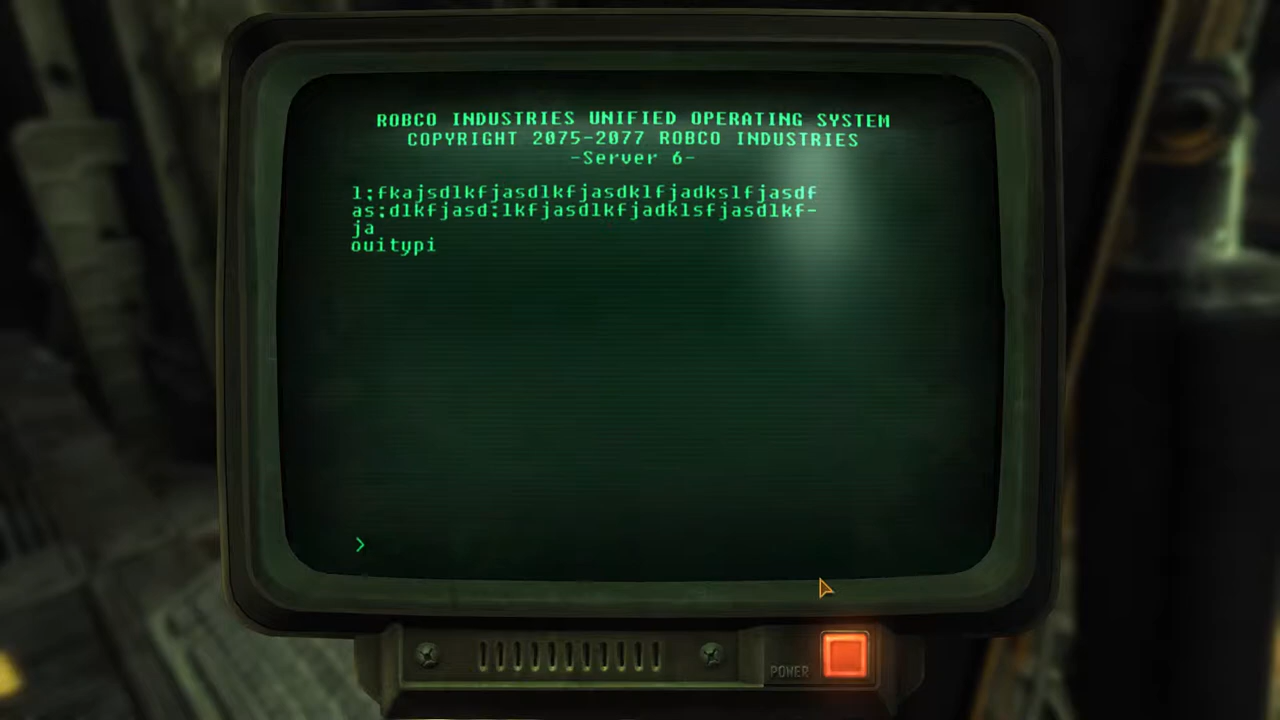 ROBCO INDUSTRIES UNIFIED OPERATING SYSTEM
COPYRIGHT 2075-2077 ROBCO INDUSTRIES
-Server 6-
l;fkajsdlkfjasdlkfjasdklfjadkslfjasdf
as;dlkfjasd;lkfjasdlkfjadklsfjasdlkf-
ja
ouitypi
>
POWER